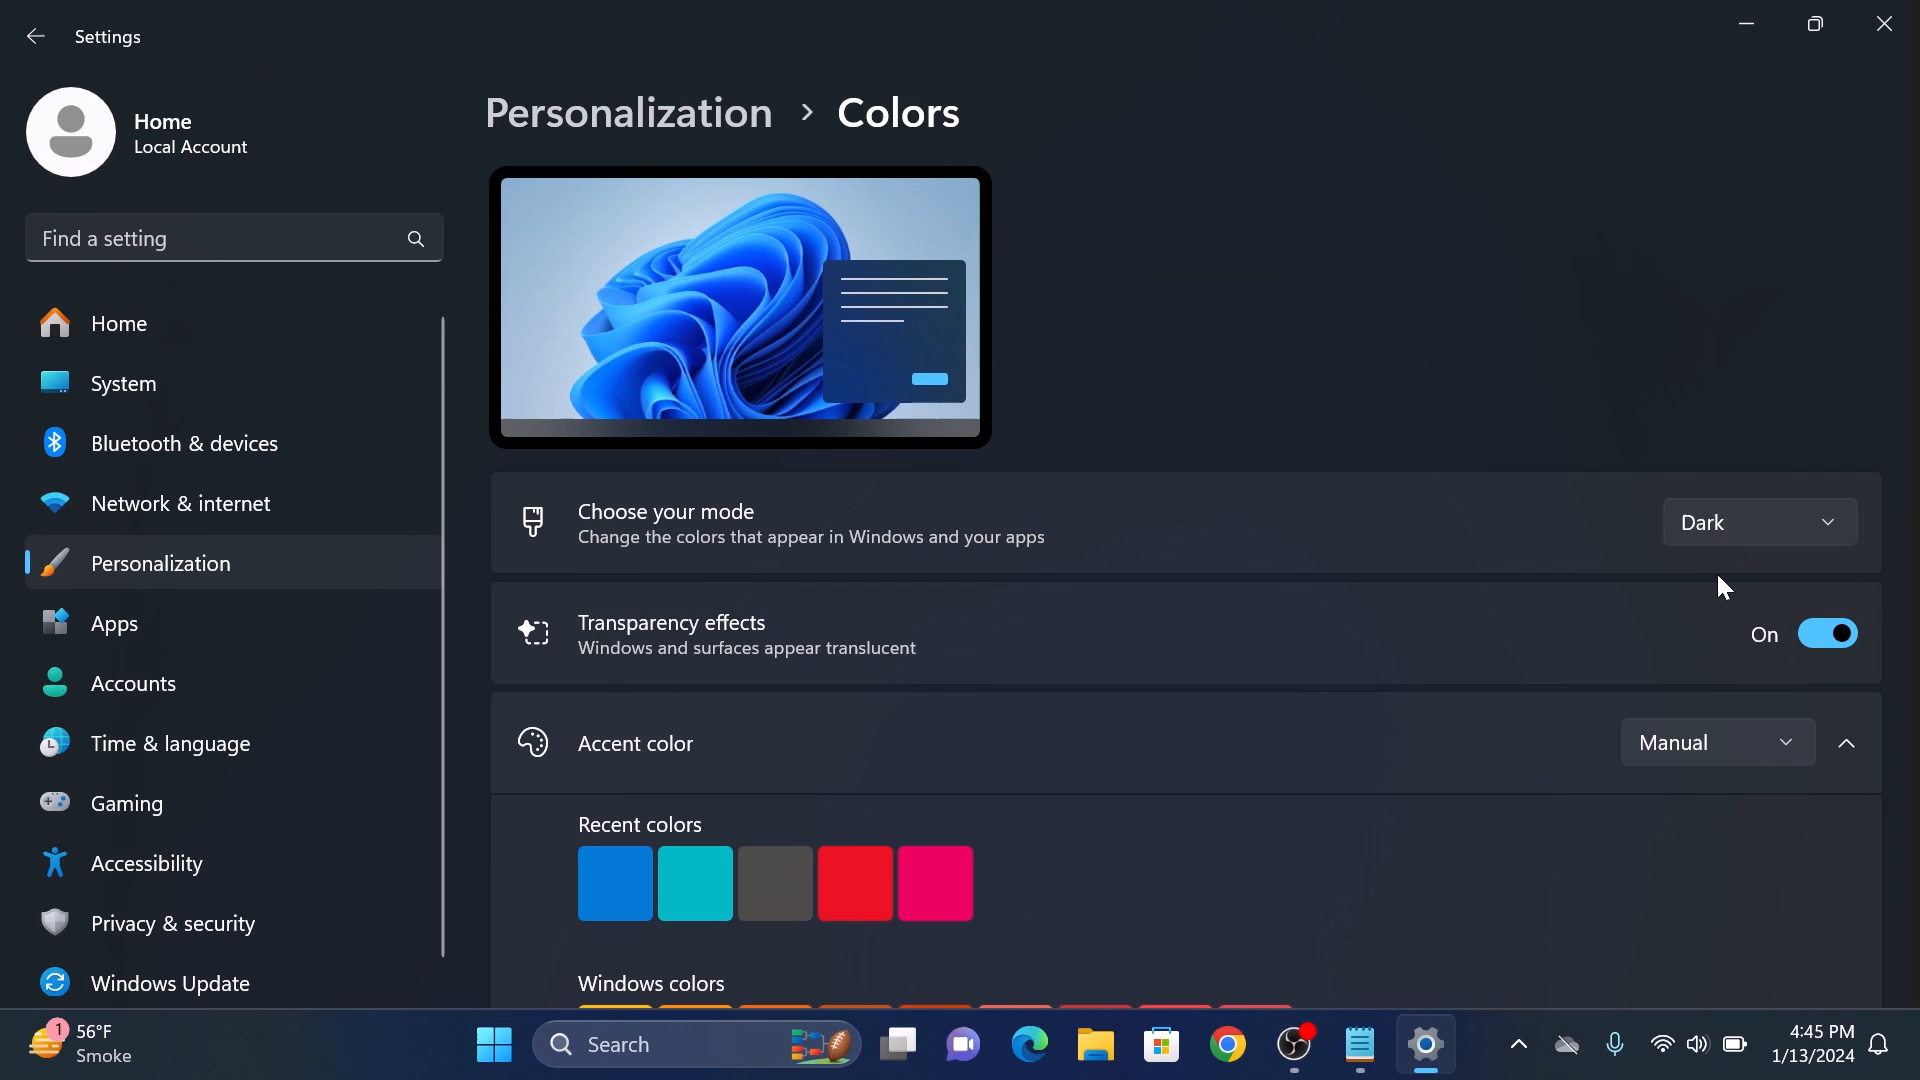 Settings
Home
Local Account
Find a setting
Home
System
Bluetooth & devices
Network & internet
Personalization
Apps
Accounts
Time & language
Gaming
Accessibility
Privacy & security
Windows Update
Personalization > Colors
Choose your mode
Change the colors that appear in Windows and your apps
Dark
Transparency effects
Windows and surfaces appear translucent
On
Accent color
Manual
Recent colors
Windows colors
1
56°F
Smoke
Search
4:45 PM
1/13/2024